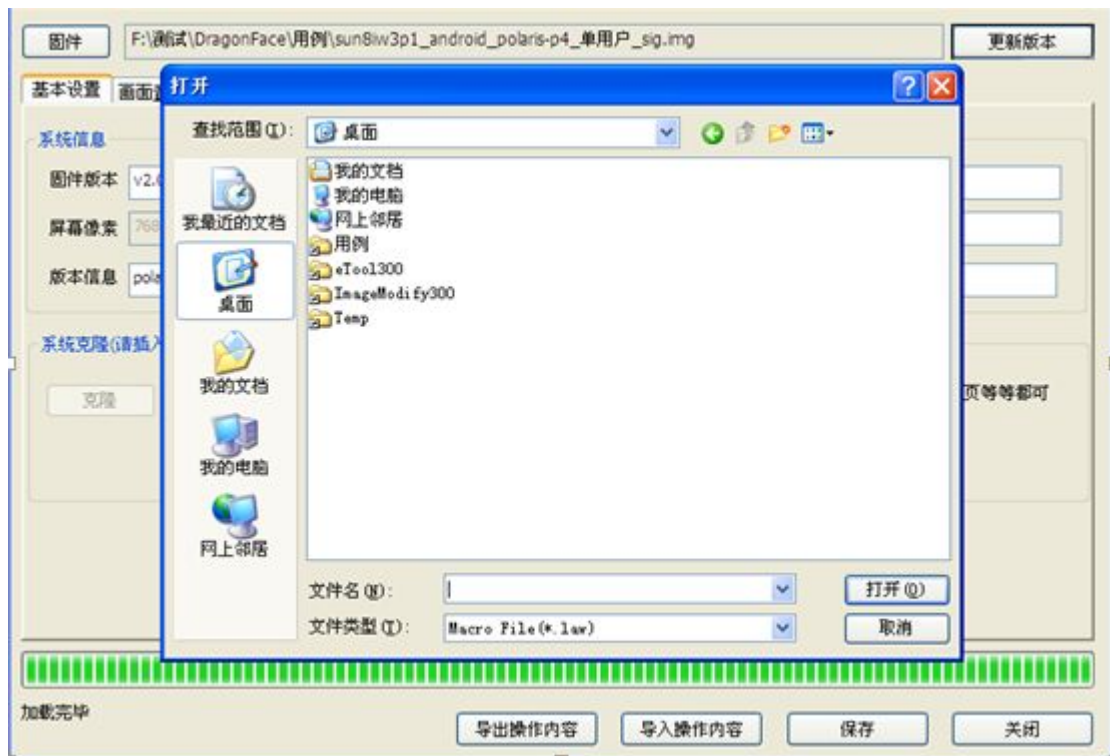 固件 F:\测试\DragonFace\用例\sun8iw3p1_android_polaris-p4_单用户_sig.img 更新版本
基本设置 画面
打开
系统信息
查找范围(I): 桌面
固件版本 v2.
屏幕像素 768
版本信息 pola
我最近的文档
桌面
我的文档
我的电脑
网上邻居
我的文档
我的电脑
网上邻居
用例
eTool300
ImageModify300
Temp
系统克隆(请插入
克隆
页等等都可
文件名(N): 打开(O)
文件类型(T): Macro File(*.law) 取消
加载完毕
导出操作内容 导入操作内容 保存 关闭